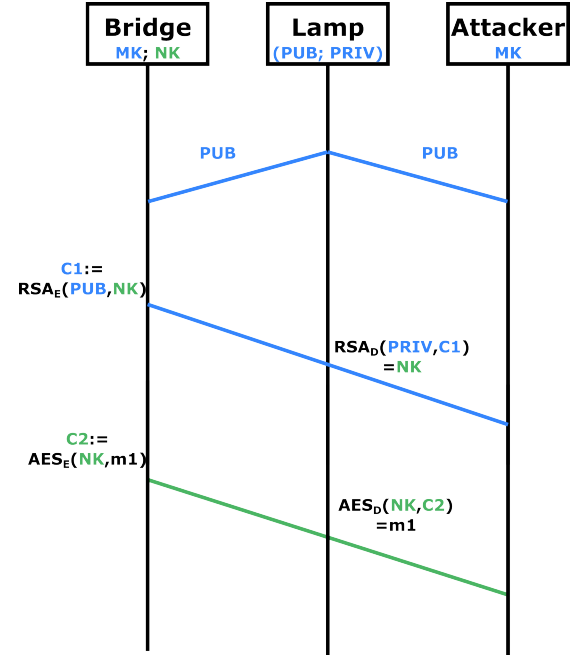 Bridge
MK; NK
Lamp
(PUB; PRIV)
Attacker
MK
PUB
PUB
C1:=
RSAE(PUB,NK)
RSAD(PRIV,C1)
=NK
C2:=
AESE(NK,m1)
AESD(NK,C2)
=m1